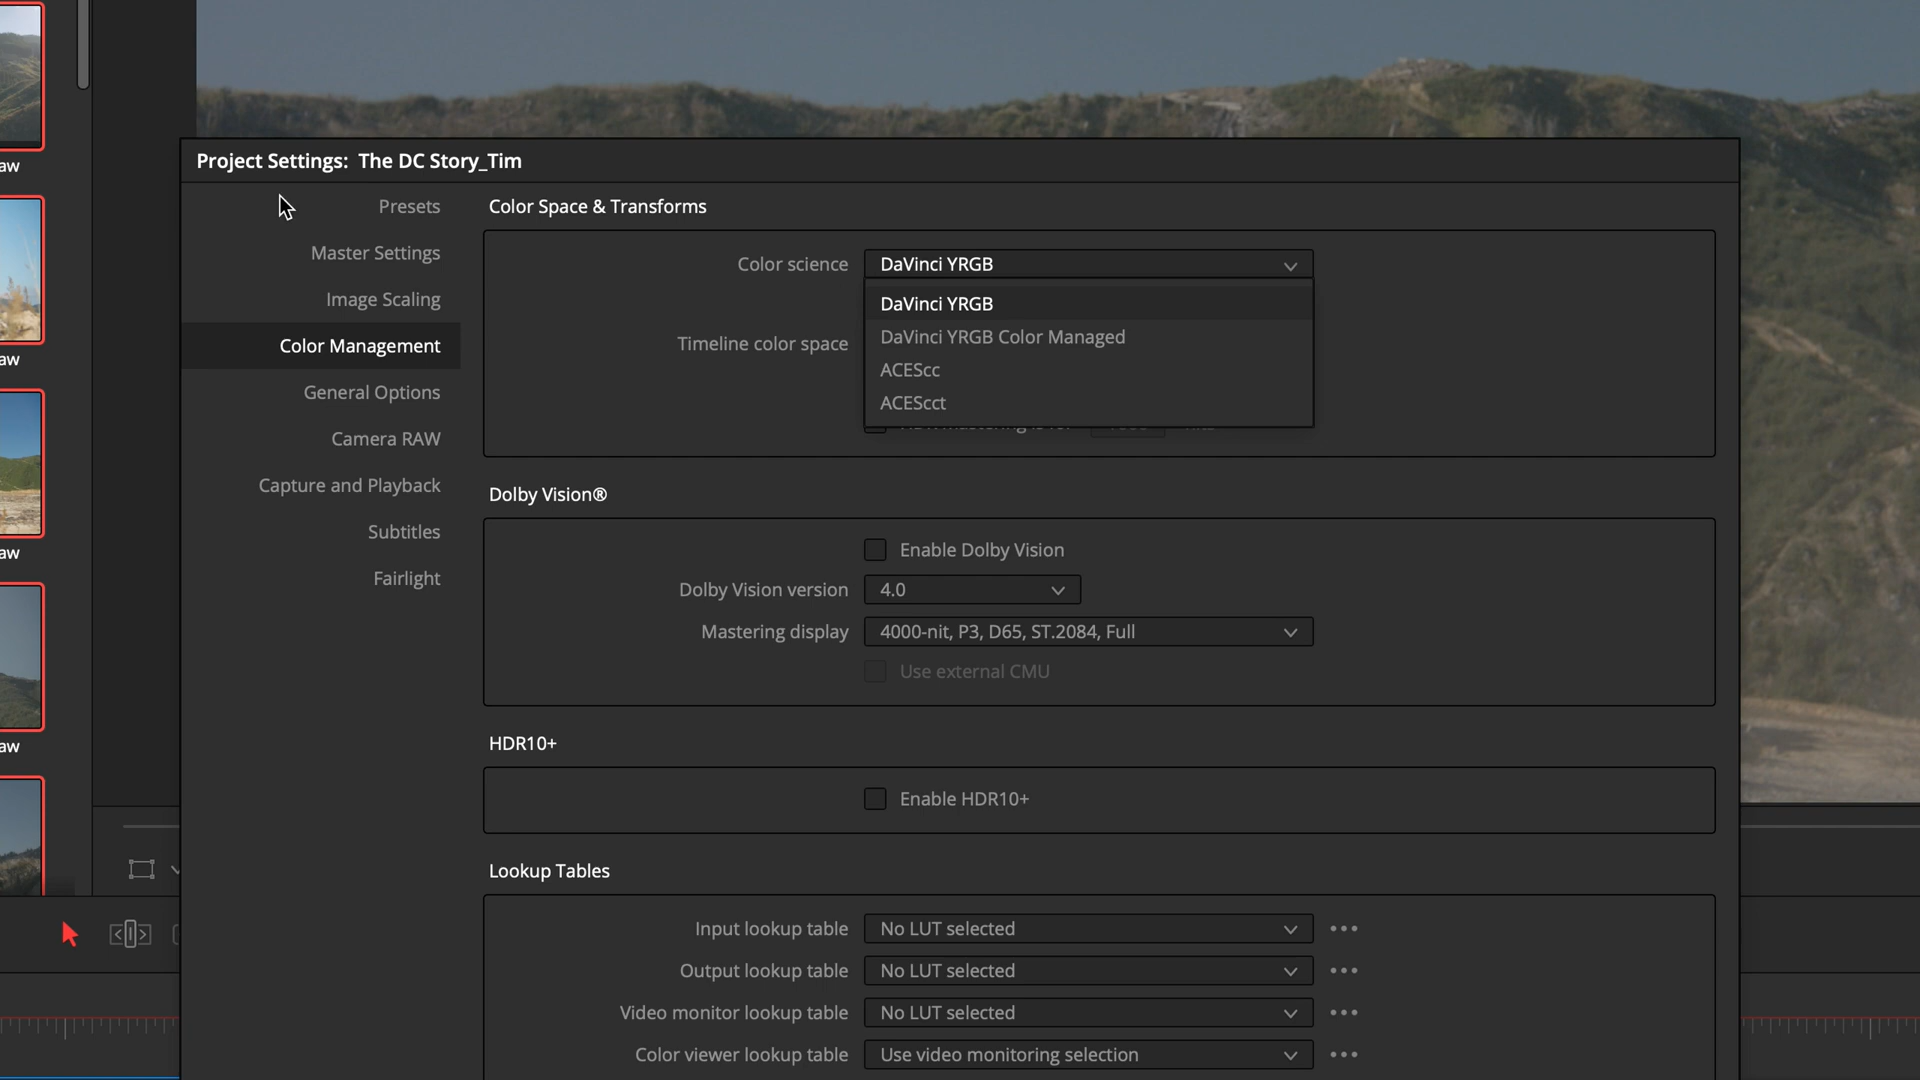 Project Settings: The DC Story_Tim
Presets
Master Settings
Image Scaling
Color Management
General Options
Camera RAW
Capture and Playback
Subtitles
Fairlight
Color Space & Transforms
Color science DaVinci YRGB
DaVinci YRGB
DaVinci YRGB Color Managed
ACEScc
ACEScct
Timeline color space
Dolby Vision®
Enable Dolby Vision
Dolby Vision version 4.0
Mastering display 4000-nit, P3, D65, ST.2084, Full
Use external CMU
HDR10+
Enable HDR10+
Lookup Tables
Input lookup table No LUT selected
Output lookup table No LUT selected
Video monitor lookup table No LUT selected
Color viewer lookup table Use video monitoring selection
aw
aw
aw
aw